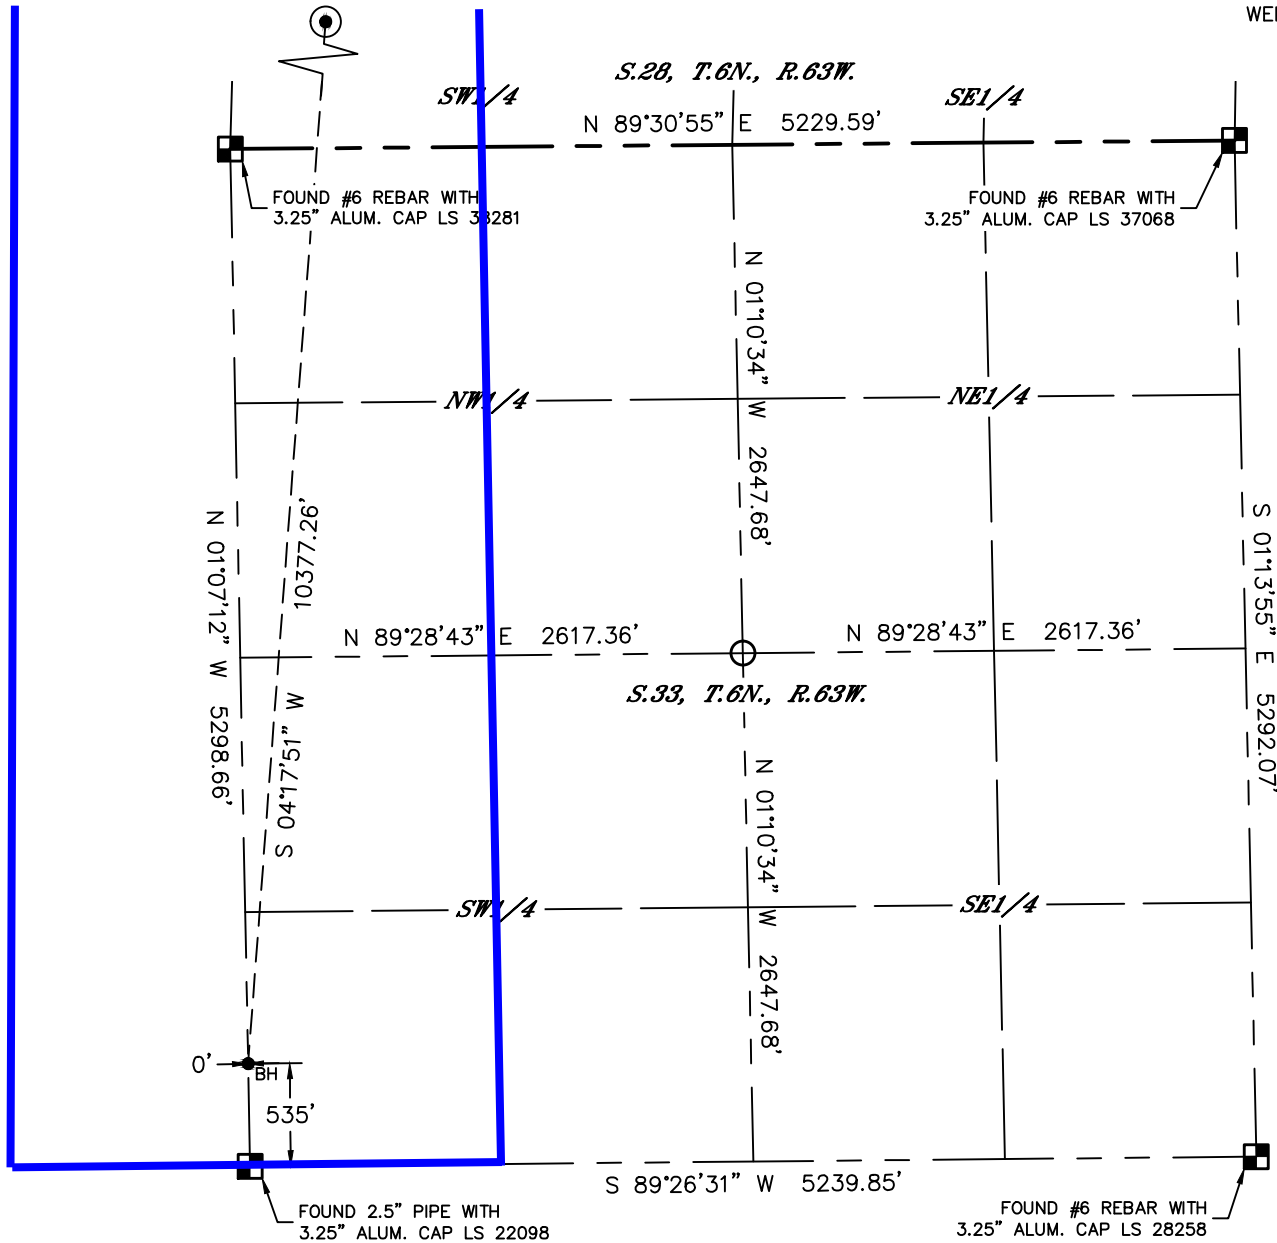 WEL
S.28, T.6N., R.63W.
SW1/4
SE1/4
N 89°30'55" E 5229.59'
FOUND #6 REBAR WITH
3.25" ALUM. CAP LS 38281
FOUND #6 REBAR WITH
3.25" ALUM. CAP LS 37068
N 01°10'34" W 2647.68'
NW1/4
NE1/4
N 01°07'12" W 5298.66'
10377.26'
S 04°17'51" W
S 01°13'55" E 5292.07'
N 89°28'43" E 2617.36'
N 89°28'43" E 2617.36'
S.33, T.6N., R.63W.
N 01°10'34" W 2647.68'
SW1/4
SE1/4
0'
BH
535'
S 89°26'31" W 5239.85'
FOUND 2.5" PIPE WITH
3.25" ALUM. CAP LS 22098
FOUND #6 REBAR WITH
3.25" ALUM. CAP LS 28258